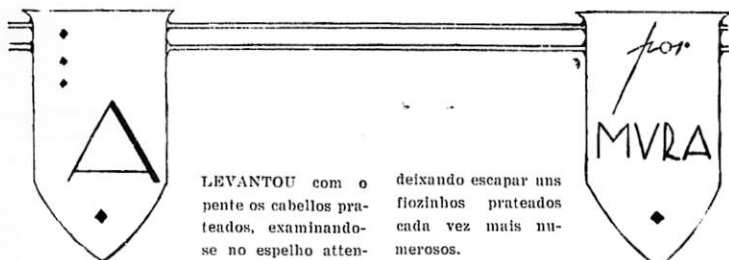 A
por
MVRA
LEVANTOU com o
pente os cabellos pra-
teados, examinando-
se no espelho atten-
deixando escapar uns
fiozinhos prateados
cada vez mais nu-
merosos.